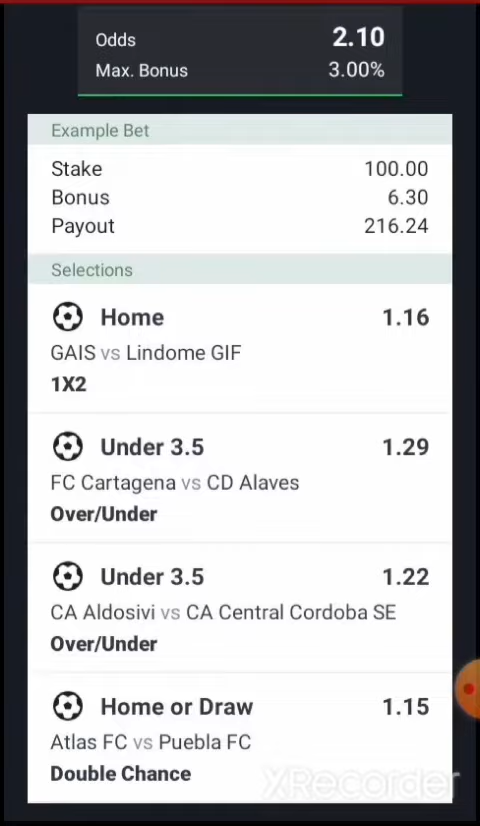 Odds 2.10
Max. Bonus 3.00%
Example Bet
Stake 100.00
Bonus 6.30
Payout 216.24
Selections
Home 1.16
GAIS vs Lindome GIF
1X2
Under 3.5 1.29
FC Cartagena vs CD Alaves
Over/Under
Under 3.5 1.22
CA Aldosivi vs CA Central Cordoba SE
Over/Under
Home or Draw 1.15
Atlas FC vs Puebla FC
Double Chance
XRecorder